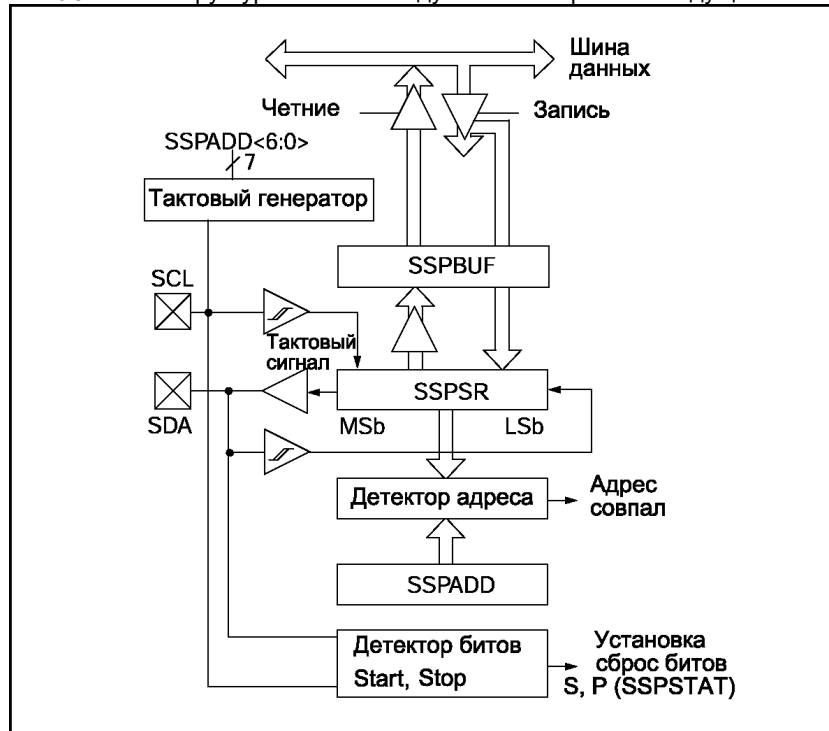 Шина
данных
Четние
Запись
SSPADD<6:0>
7
Тактовый генератор
SSPBUF
SCL
Тактовый
сигнал
SSPSR
SDA
MSb
LSb
Детектор адреса
Адрес
совпал
SSPADD
Детектор битов
Start, Stop
Установка
сброс битов
S, P (SSPSTAT)